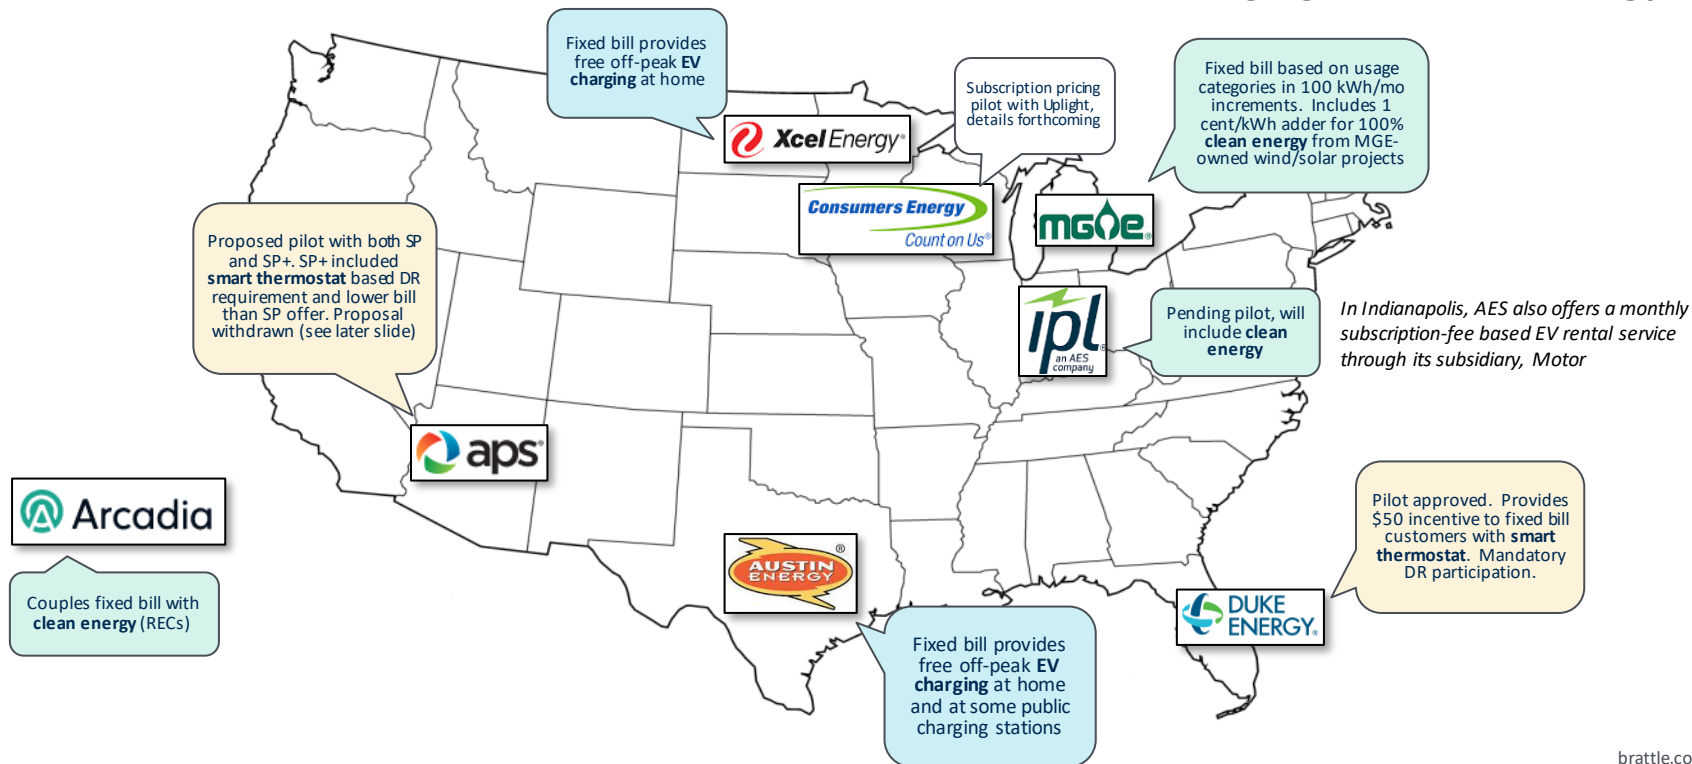 Fixed bill provides
free off-peak EV
charging at home
Xcel Energy®
Subscription pricing
pilot with Uplight,
details forthcoming
Fixed bill based on usage
categories in 100 kWh/mo
increments. Includes 1
cent/kWh adder for 100%
clean energy from MGE-
owned wind/solar projects
Consumers Energy
Count on Us®
mge®
Proposed pilot with both SP
and SP+. SP+ included
smart thermostat based DR
requirement and lower bill
than SP offer. Proposal
withdrawn (see later slide)
ipl®
an AES
company
Pending pilot, will
include clean
energy
In Indianapolis, AES also offers a monthly
subscription-fee based EV rental service
through its subsidiary, Motor
aps®
Arcadia
Couples fixed bill with
clean energy (RECs)
AUSTIN
ENERGY
®
Fixed bill provides
free off-peak EV
charging at home
and at some public
charging stations
Pilot approved. Provides
$50 incentive to fixed bill
customers with smart
thermostat. Mandatory
DR participation.
DUKE
ENERGY®
brattle.co